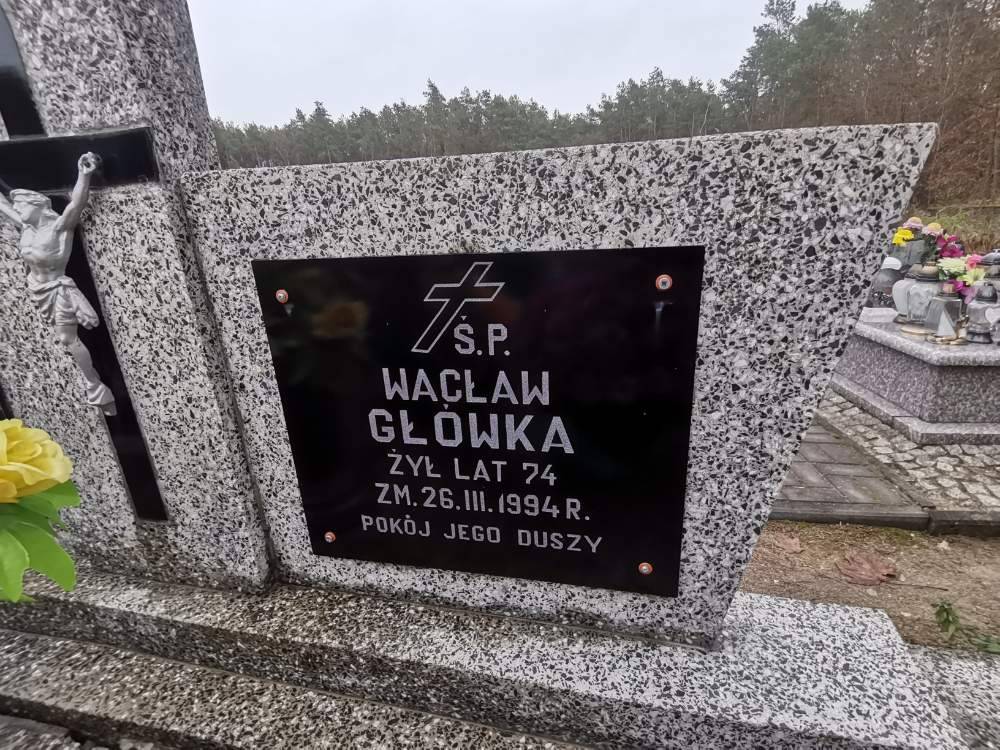 Ś.P.
WACŁAW
GŁÓWKA
ŻYŁ LAT 74
ZM. 26.III.1994 R.
POKÓJ JEGO DUSZY